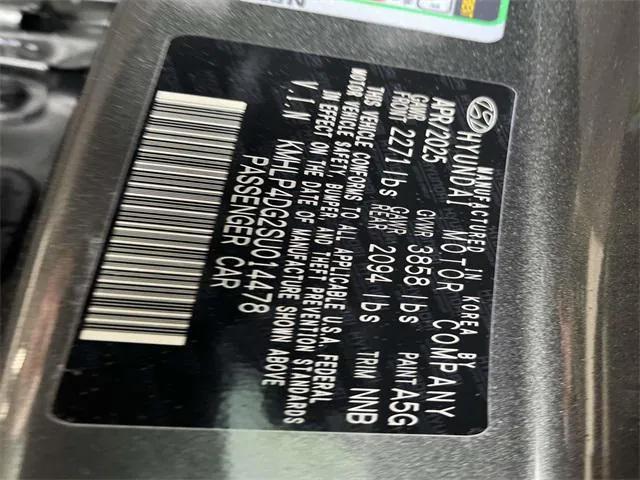 MANUFACTURED IN KOREA BY
HYUNDAI MOTOR COMPANY
APR/2025 GVWR 3858 lbs PAINT A5G
GAWR FRONT 2271 lbs GAWR REAR 2094 lbs TRIM NNB
THIS VEHICLE CONFORMS TO ALL APPLICABLE U.S.A. FEDERAL
MOTOR VEHICLE SAFETY, BUMPER, AND THEFT PREVENTION STANDARDS
IN EFFECT ON THE DATE OF MANUFACTURE SHOWN ABOVE
V.I.N
KMHLP4DG2SU014478
PASSENGER CAR